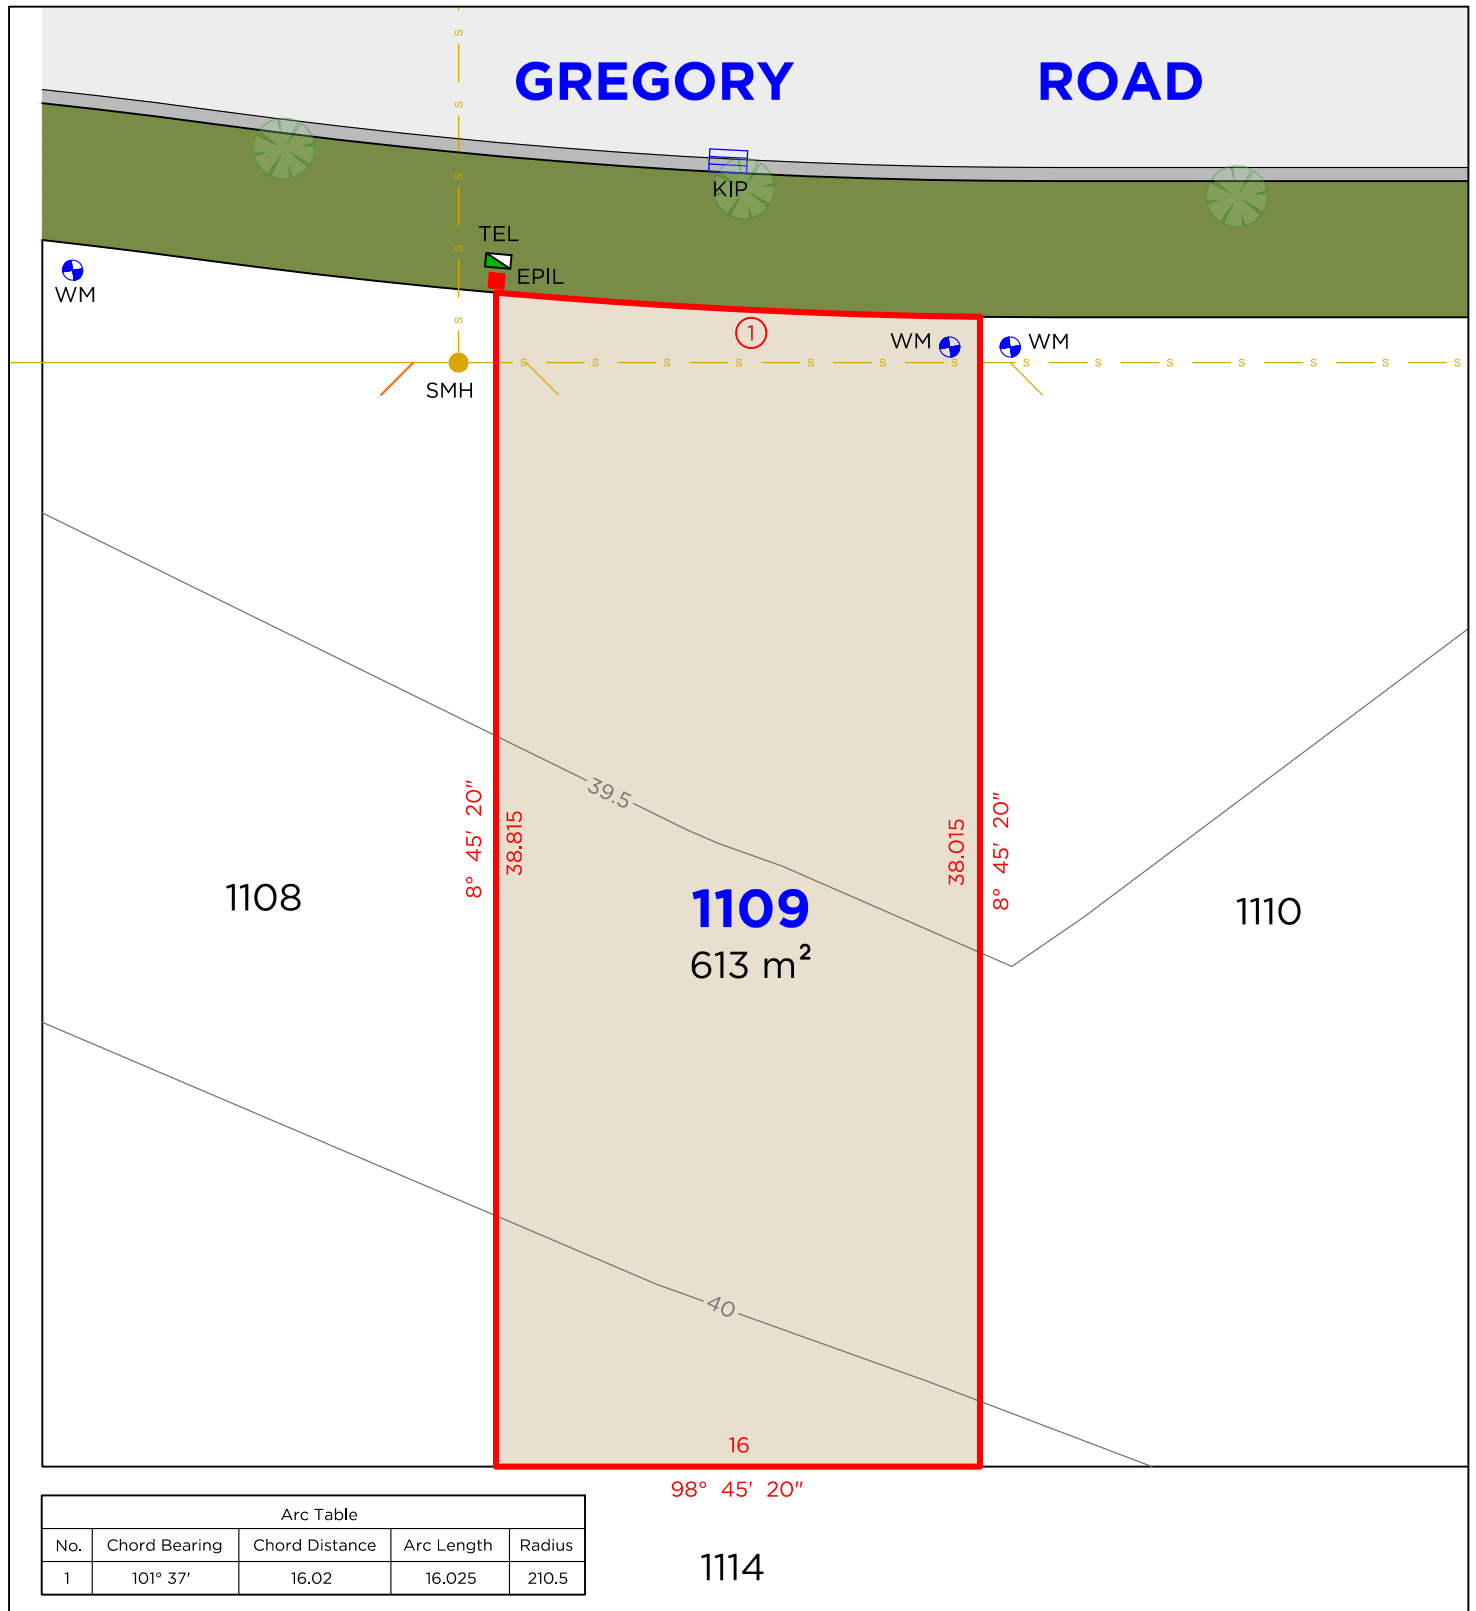 GREGORY ROAD
KIP
TEL
EPIL
WM
WM
WM
1
SMH
S
39.5
8° 45' 20"
38.815
38.015
8° 45' 20"
1108
1109
613 m²
1110
40
16
98° 45' 20"
Arc Table
No. Chord Bearing Chord Distance Arc Length Radius
1 101° 37' 16.02 16.025 210.5
1114